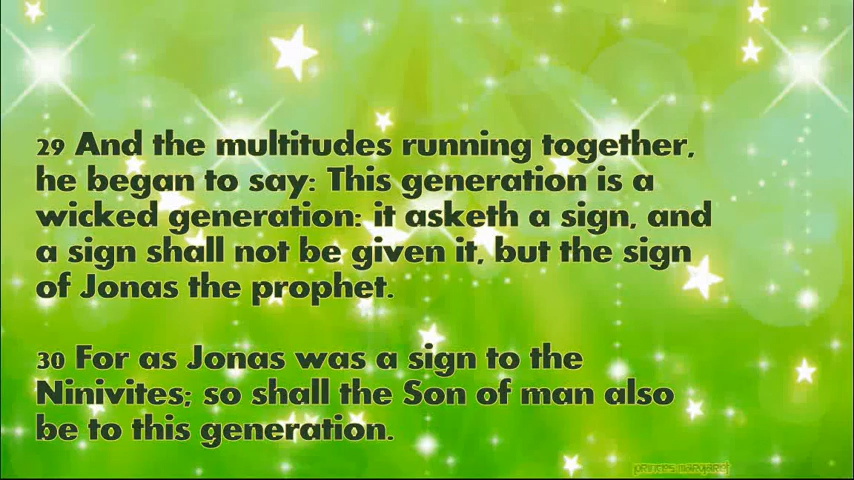 29 And the multitudes running together,
he began to say: This generation is a
wicked generation: it asketh a sign, and
a sign shall not be given it, but the sign
of Jonas the prophet.
30 For as Jonas was a sign to the
Ninivites; so shall the Son of man also
be to this generation.